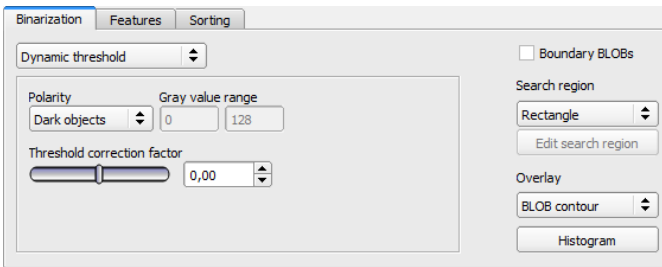 Binarization Features Sorting
Dynamic threshold
Boundary BLOBs
Polarity Gray value range
Dark objects 0 128
Threshold correction factor
0,00
Search region
Rectangle
Edit search region
Overlay
BLOB contour
Histogram